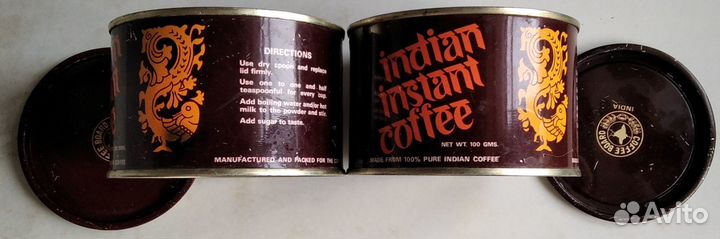 DIRECTIONS
Use dry spoon and replace
lid firmly.
Use one to one and half
teaspoonful for every cup.
Add boiling water and/or hot
milk to the powder and stir.
Add sugar to taste.
MANUFACTURED AND PACKED FOR THE
indian
instant
coffee
NET WT. 100 GMS.
MADE FROM 100% PURE INDIAN COFFEE
COFFEE BOARD
INDIA
Avito